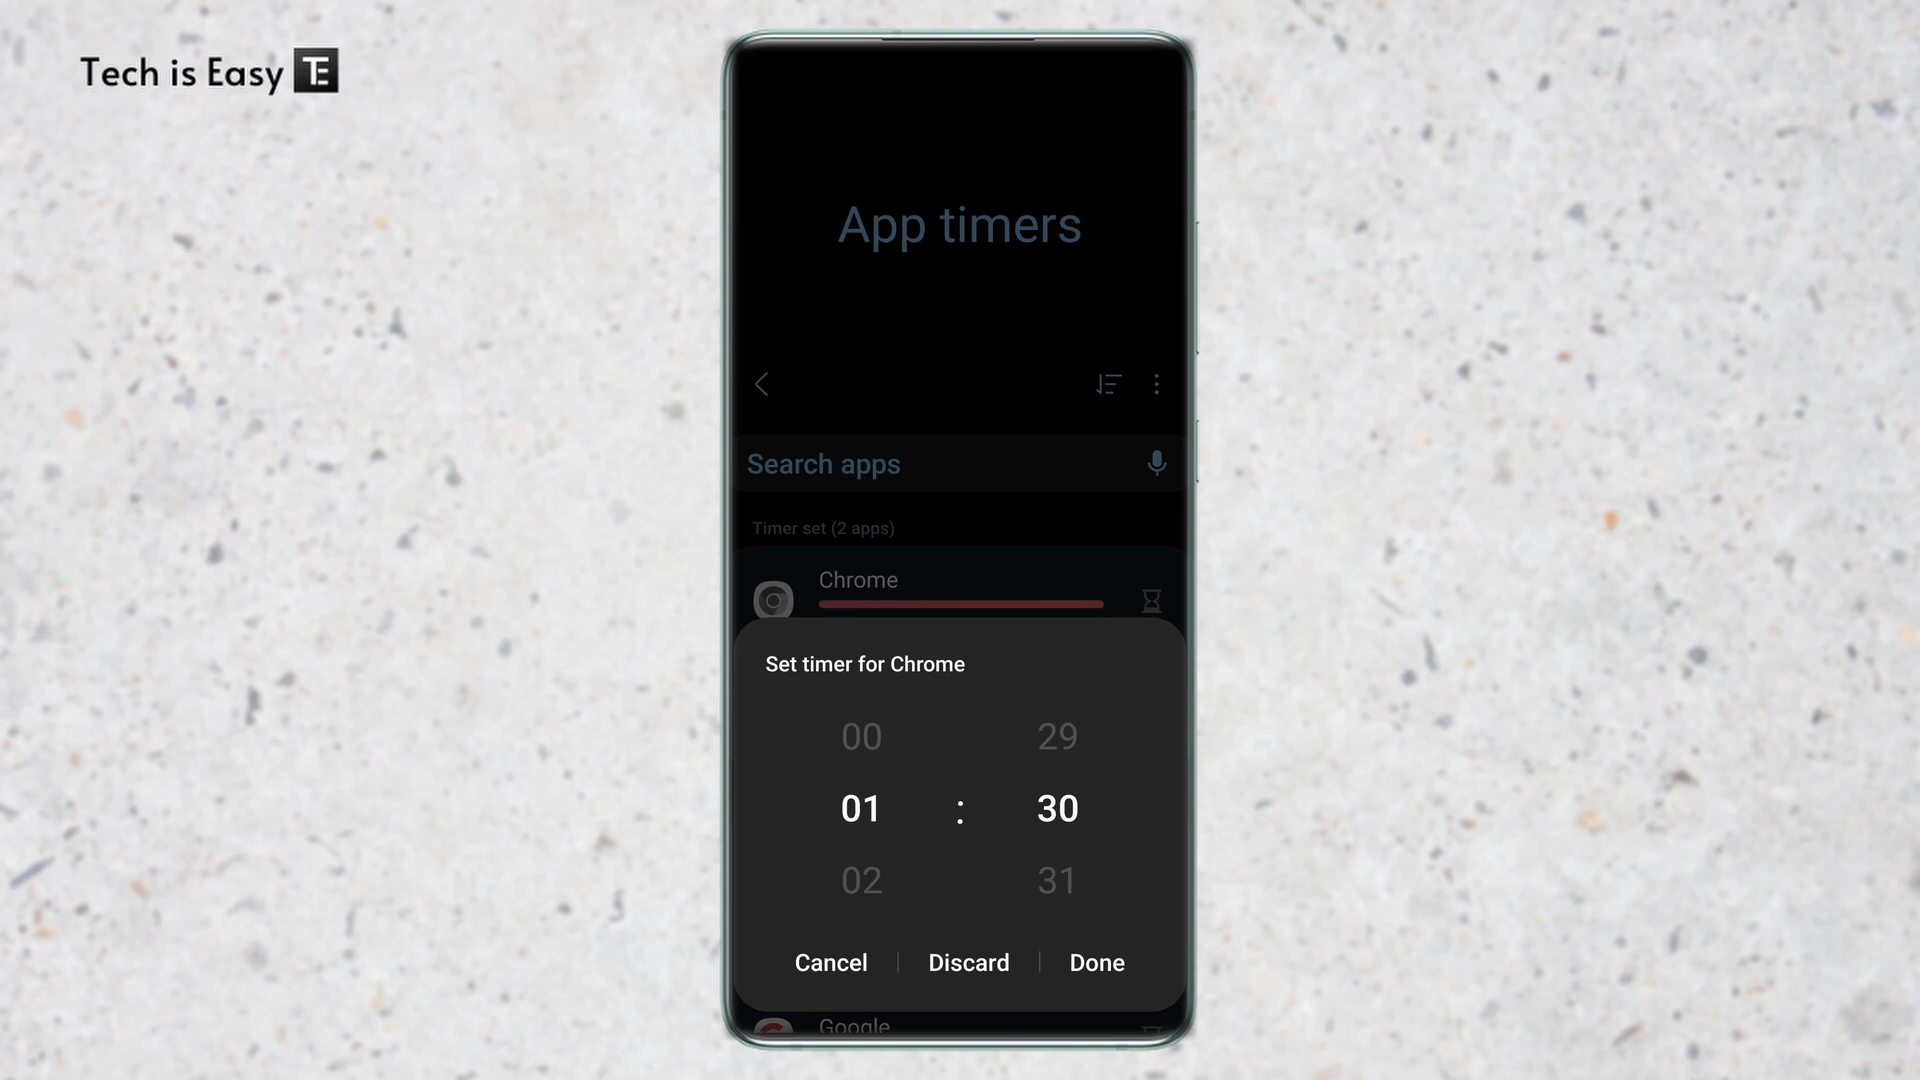 Tech is Easy TE
App timers
Search apps
Timer set (2 apps)
Chrome
Set timer for Chrome
00 29
01 : 30
02 31
Cancel Discard Done
Google